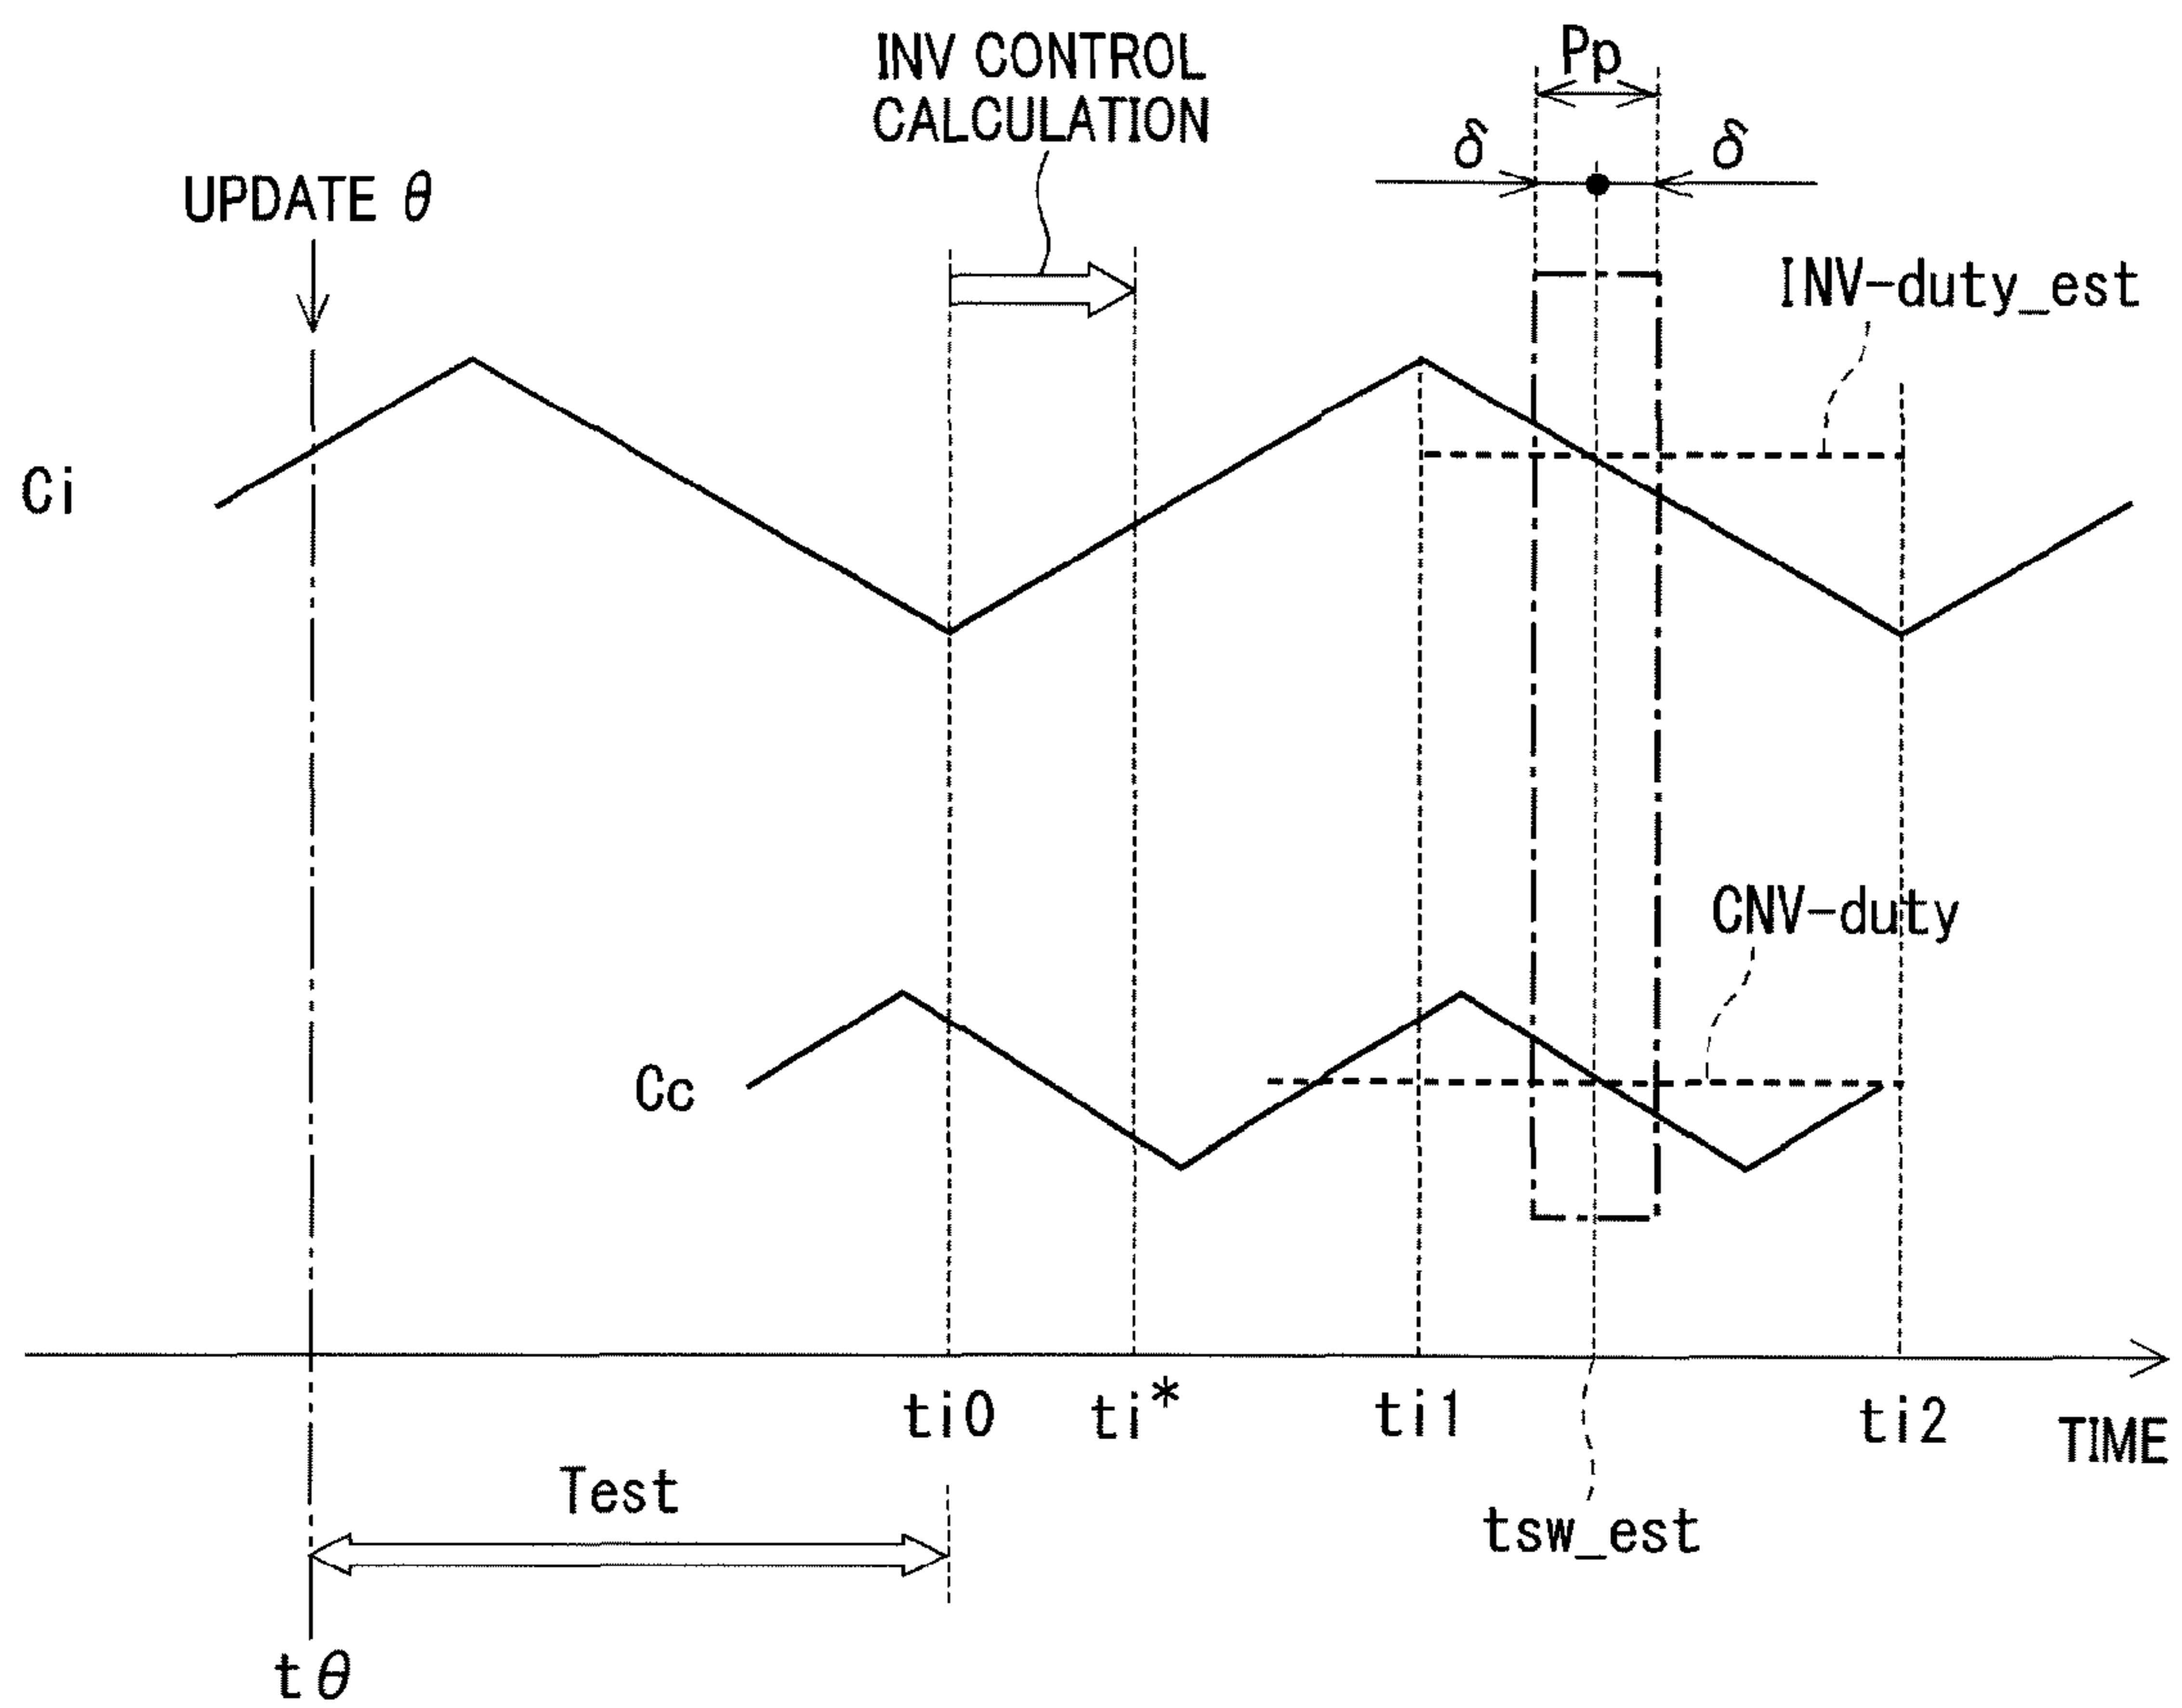 INV CONTROL
CALCULATION
Pp
δ
δ
UPDATE θ
INV-duty_est
Ci
CNV-duty
Cc
ti0
ti*
ti1
ti2
TIME
Test
tsw_est
tθ